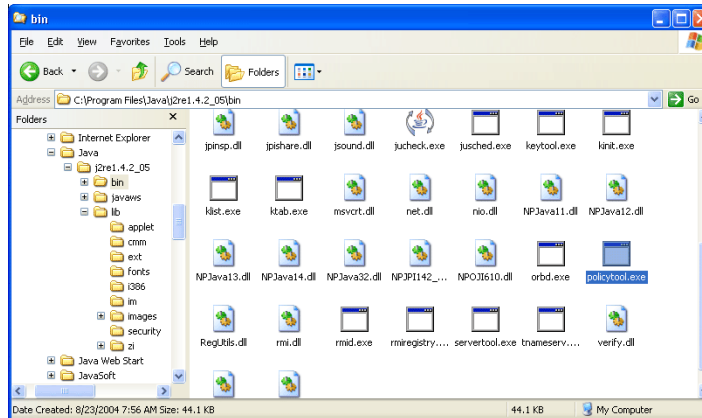 bin
File Edit View Favorites Tools Help
Back Search Folders
Address C:\Program Files\Java\j2re1.4.2_05\bin Go
Folders
Internet Explorer
Java
j2re1.4.2_05
bin
javaws
lib
applet
cmm
ext
fonts
i386
im
images
security
zi
Java Web Start
JavaSoft
jpinsp.dll jpishare.dll jsound.dll jucheck.exe jusched.exe keytool.exe kinit.exe
klist.exe ktab.exe msvcrt.dll net.dll nio.dll NPJava11.dll NPJava12.dll
NPJava13.dll NPJava14.dll NPJava32.dll NPJPI142_... NPOJI610.dll orbd.exe policytool.exe
RegUtils.dll rmi.dll rmid.exe rmiregistry.... servertool.exe tnameserv.... verify.dll
Date Created: 8/23/2004 7:56 AM Size: 44.1 KB 44.1 KB My Computer